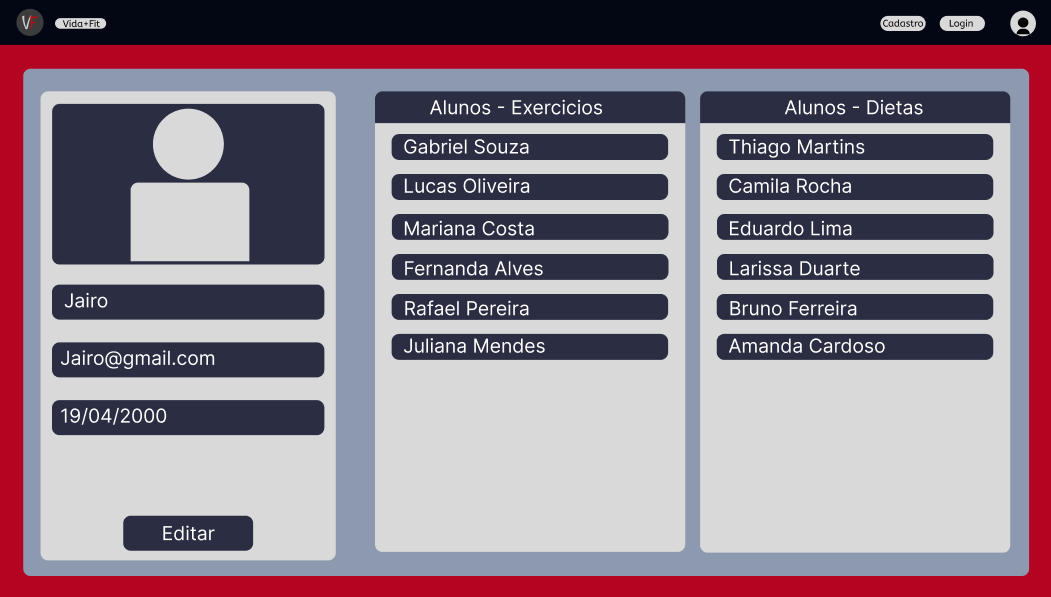 VF
Vida+Fit
Cadastro
Login
Jairo
Jairo@gmail.com
19/04/2000
Editar
Alunos - Exercicios
Gabriel Souza
Lucas Oliveira
Mariana Costa
Fernanda Alves
Rafael Pereira
Juliana Mendes
Alunos - Dietas
Thiago Martins
Camila Rocha
Eduardo Lima
Larissa Duarte
Bruno Ferreira
Amanda Cardoso